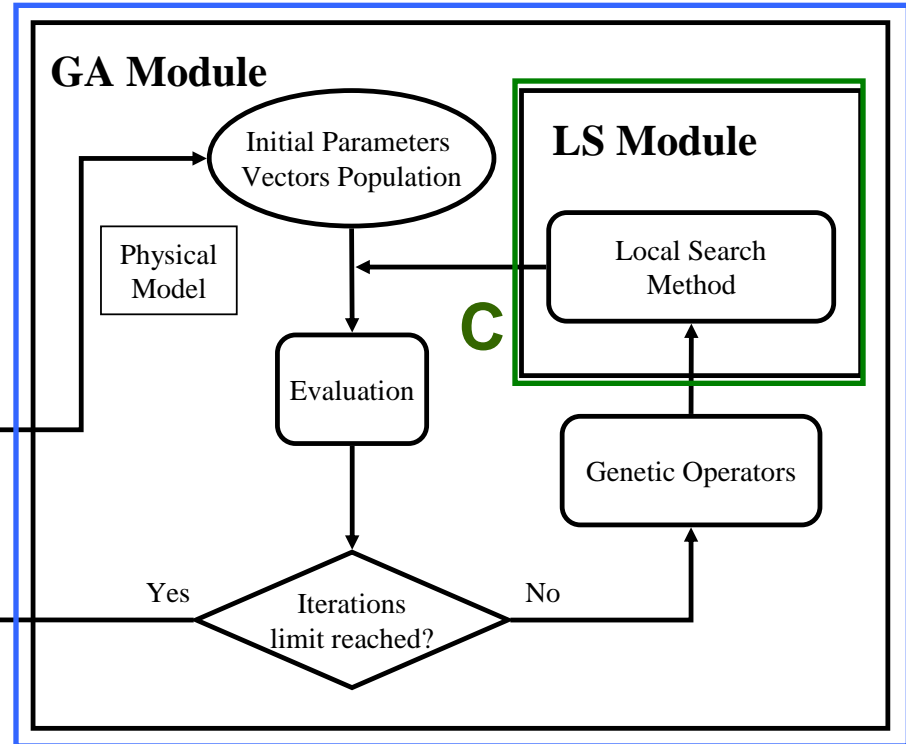 GA Module
Initial Parameters
Vectors Population
LS Module
Physical
Model
Local Search
Method
C
Evaluation
Genetic Operators
Yes
No
Iterations
limit reached?